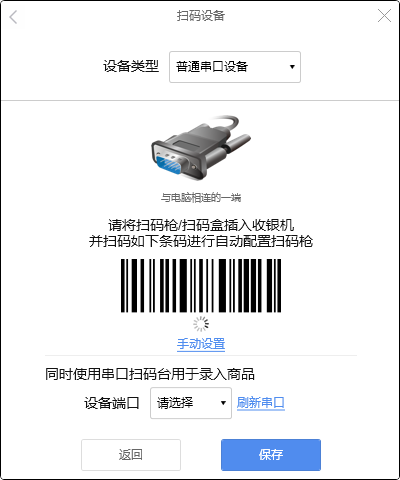 扫码设备
设备类型 普通串口设备
与电脑相连的一端
请将扫码枪/扫码盒插入收银机
并扫码如下条码进行自动配置扫码枪
手动设置
同时使用串口扫码台用于录入商品
设备端口 请选择 刷新串口
返回 保存